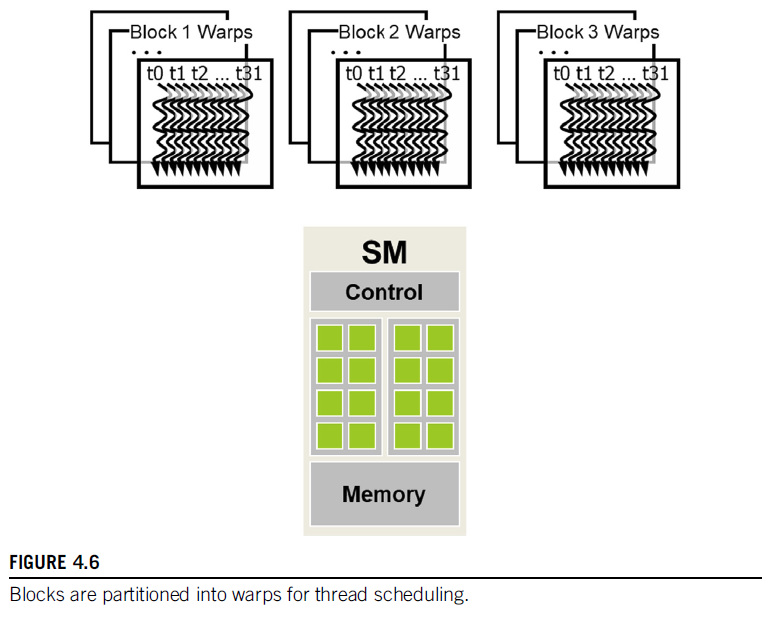 Block 1 Warps
. . .
t0 t1 t2 ... t31
Block 2 Warps
. . .
t0 t1 t2 ... t31
Block 3 Warps
. . .
t0 t1 t2 ... t31
SM
Control
Memory
FIGURE 4.6
Blocks are partitioned into warps for thread scheduling.